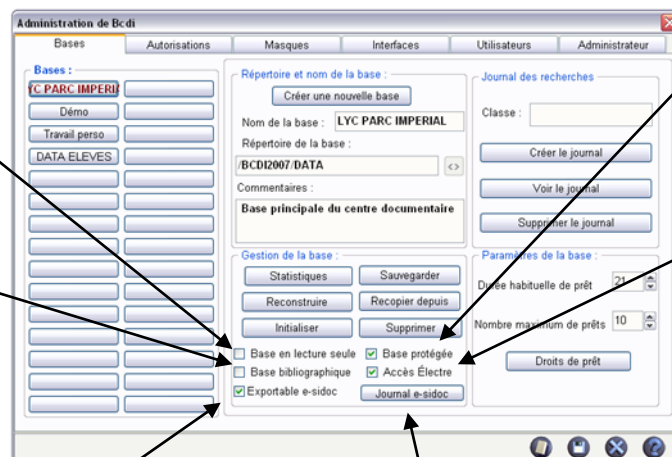 Administration de Bcdi
Bases
Autorisations
Masques
Interfaces
Utilisateurs
Administrateur
Bases :
YC PARC IMPERI
Démo
Travail perso
DATA ELEVES
Répertoire et nom de la base :
Créer une nouvelle base
Nom de la base : LYC PARC IMPERIAL
Répertoire de la base :
/BCDI2007/DATA
<>
Commentaires :
Base principale du centre documentaire
Gestion de la base :
Statistiques
Sauvegarder
Reconstruire
Recopier depuis
Initialiser
Supprimer
Base en lecture seule
Base protégée
Base bibliographique
Accès Électre
Exportable e-sidoc
Journal e-sidoc
Journal des recherches
Classe :
Créer le journal
Voir le journal
Supprimer le journal
Paramètres de la base :
Durée habituelle de prêt 21
Nombre maximum de prêts 10
Droits de prêt